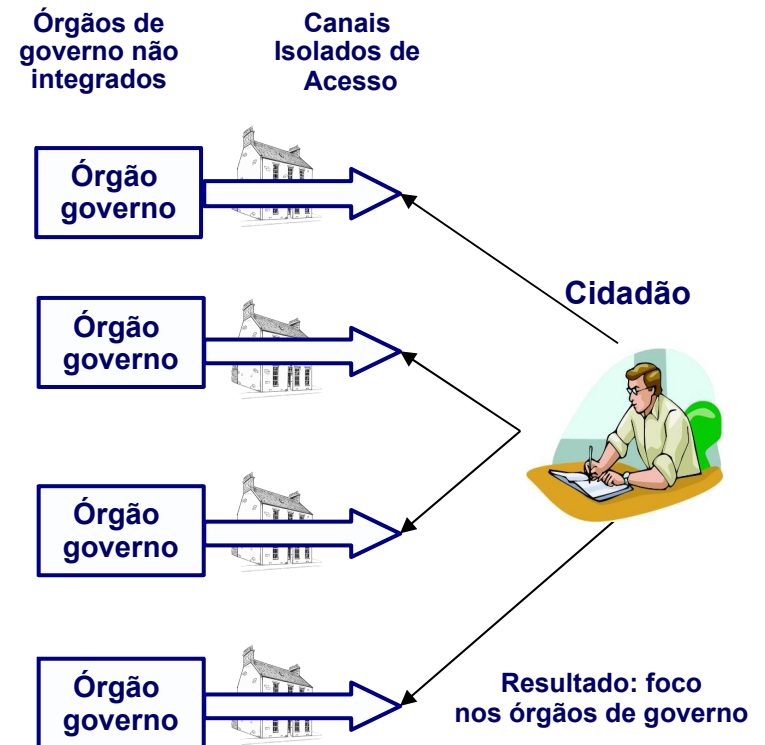 Órgãos de
governo não
integrados
Canais
Isolados de
Acesso
Órgão
governo
Cidadão
Órgão
governo
Órgão
governo
Órgão
governo
Resultado: foco
nos órgãos de governo